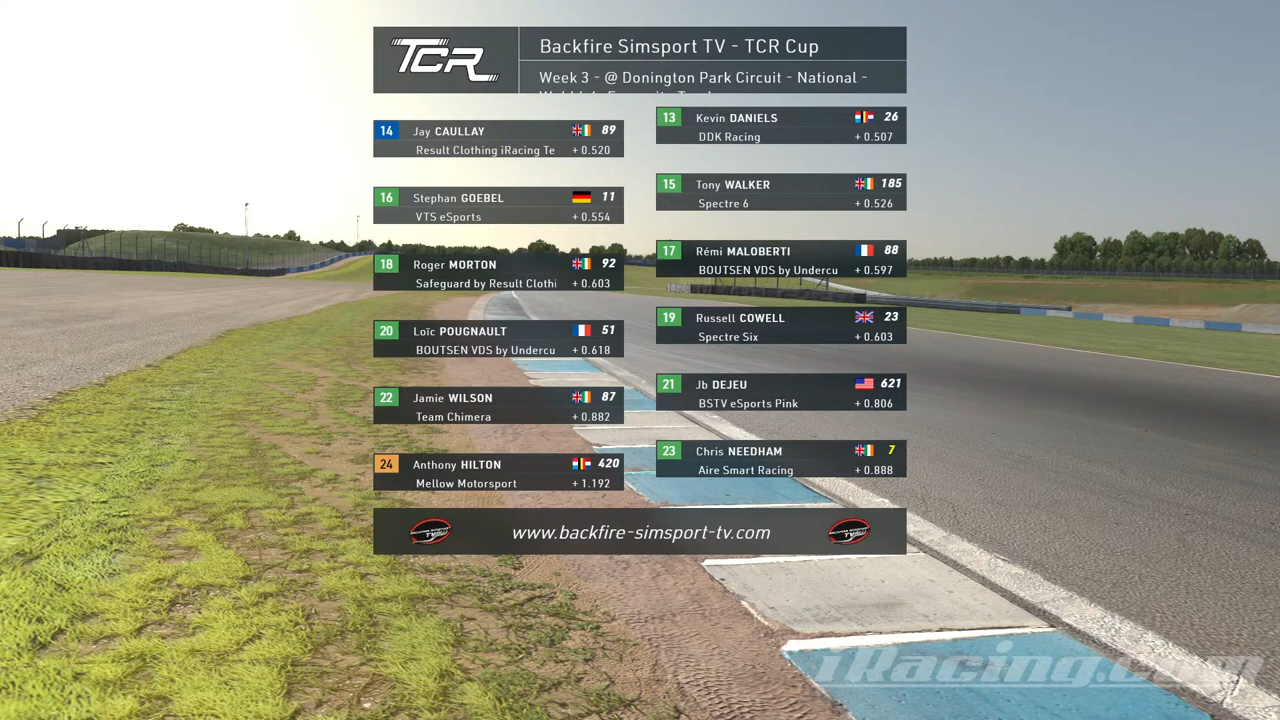 TCR
Backfire Simsport TV - TCR Cup
Week 3 - @ Donington Park Circuit - National -
13 Kevin DANIELS 26
DDK Racing + 0.507
14 Jay CAULLAY 89
Result Clothing iRacing Te + 0.520
15 Tony WALKER 185
Spectre 6 + 0.526
16 Stephan GOEBEL 11
VTS eSports + 0.554
17 Rémi MALOBERTI 88
BOUTSEN VDS by Undercu + 0.597
18 Roger MORTON 92
Safeguard by Result Clothi + 0.603
19 Russell COWELL 23
Spectre Six + 0.603
20 Loïc POUGNAULT 51
BOUTSEN VDS by Undercu + 0.618
21 Jb DEJEU 621
BSTV eSports Pink + 0.806
22 Jamie WILSON 87
Team Chimera + 0.882
23 Chris NEEDHAM 7
Aire Smart Racing + 0.888
24 Anthony HILTON 420
Mellow Motorsport + 1.192
www.backfire-simsport-tv.com
iRacing.com